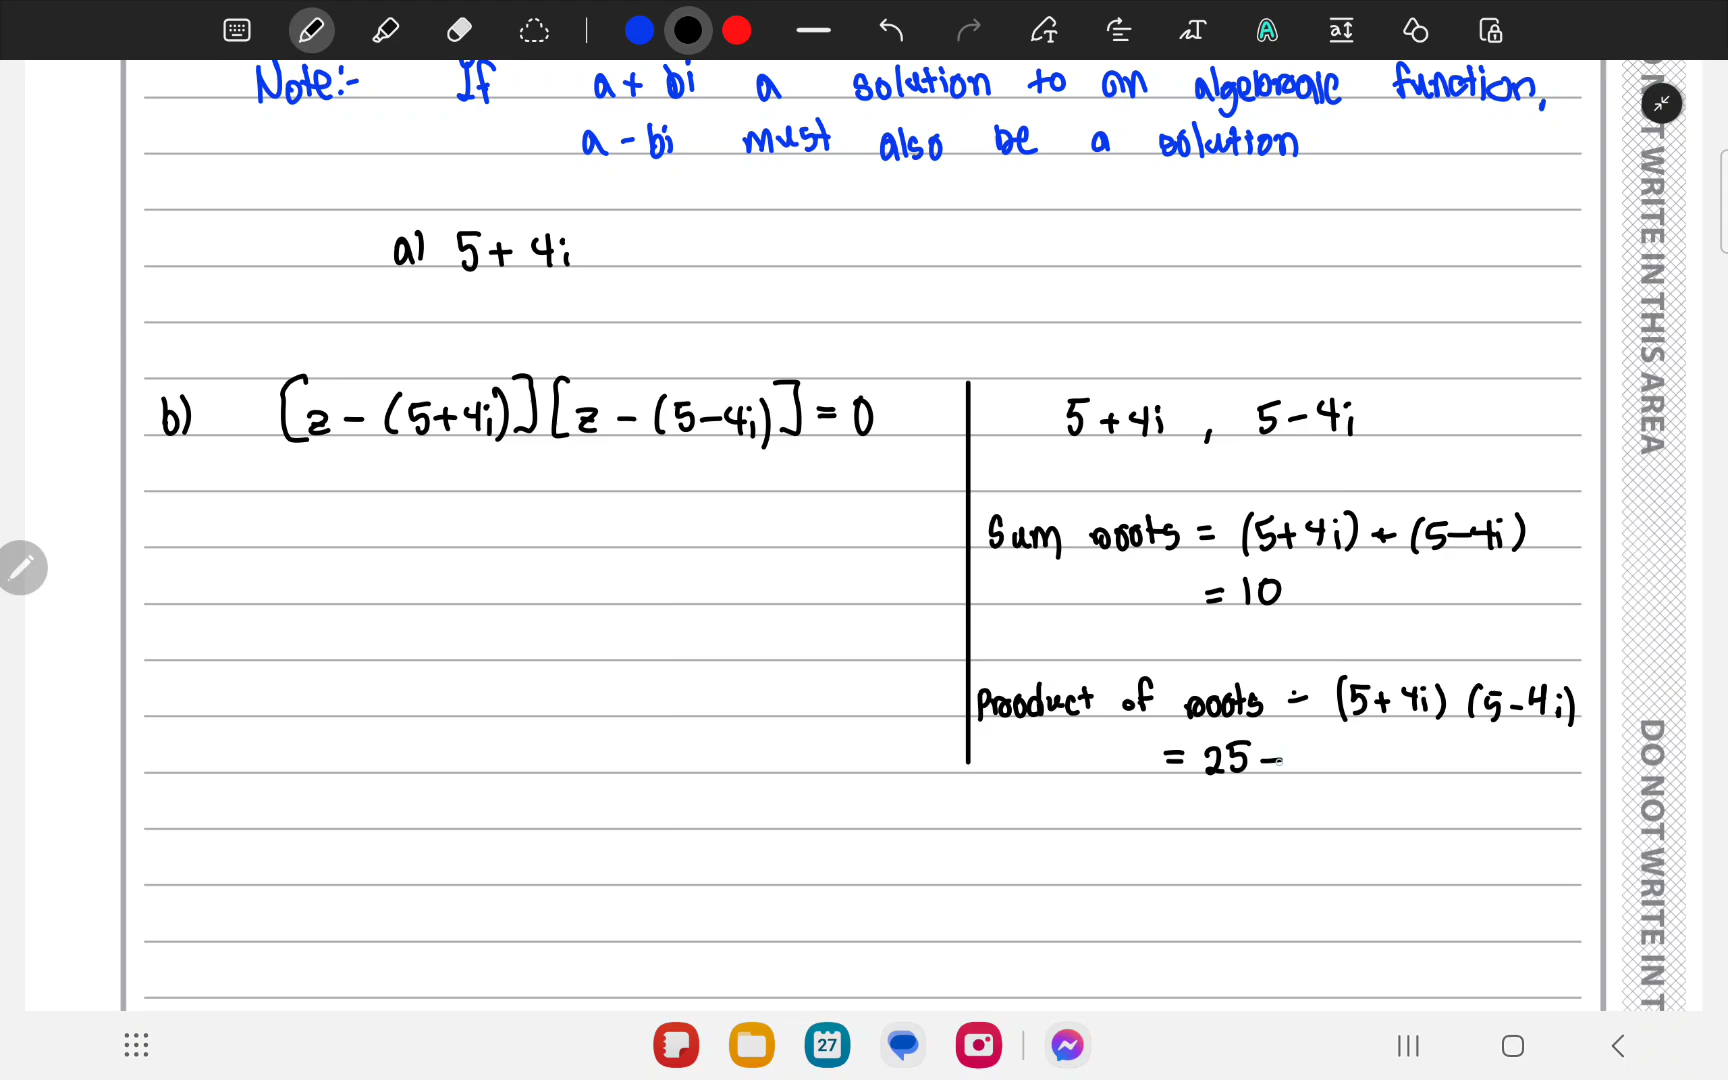 Note:- If a + bi a solution to an algebraic function,
a - bi must also be a solution
a) 5 + 4i
b) [z - (5+4i)][z - (5-4i)] = 0
5 + 4i , 5 - 4i
Sum roots = (5+4i) + (5-4i)
= 10
Product of roots = (5+4i) (5-4i)
= 25 -
T WRITE IN THIS AREA
DO NOT WRITE IN T
27